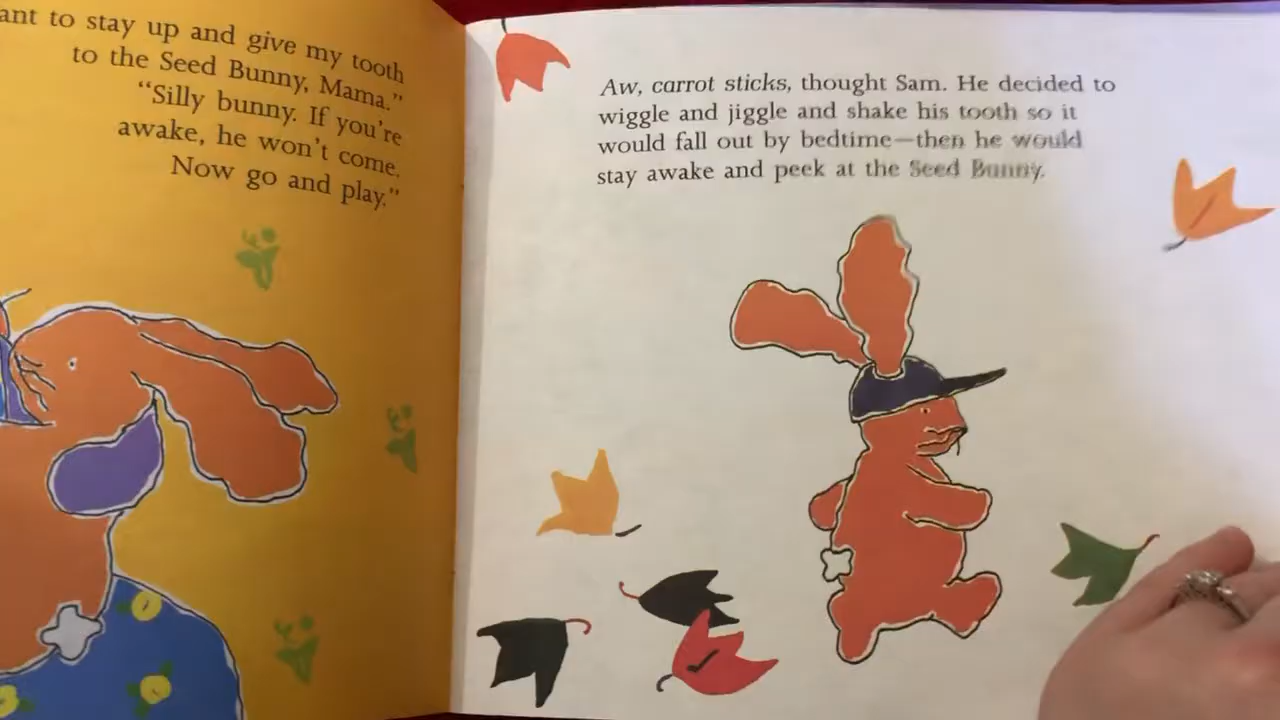 to stay up and give my tooth
to the Seed Bunny, Mama."
"Silly bunny. If you're
awake, he won't come.
Now go and play."
Aw, carrot sticks, thought Sam. He decided to
wiggle and jiggle and shake his tooth so it
would fall out by bedtime—then he would
stay awake and peek at the Seed Bunny.